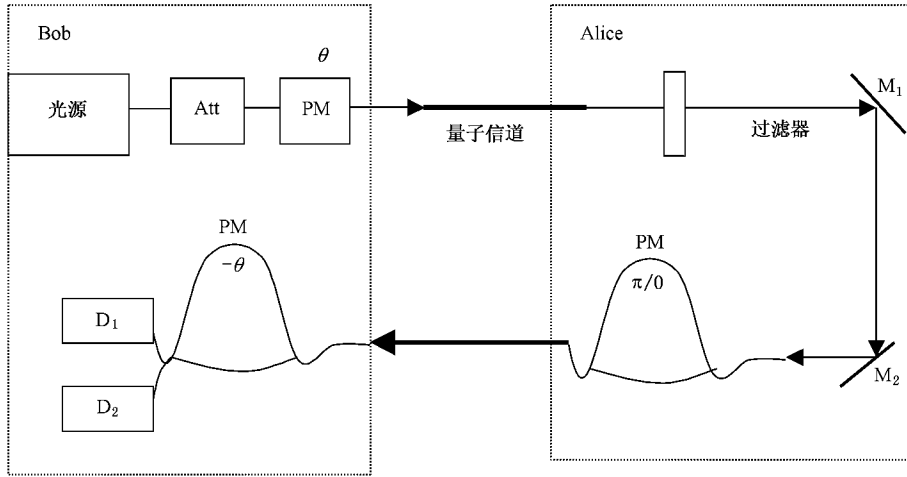 Bob
θ
光源
Att
PM
量子信道
Alice
过滤器
M₁
PM
−θ
D₁
D₂
PM
π/0
M₂